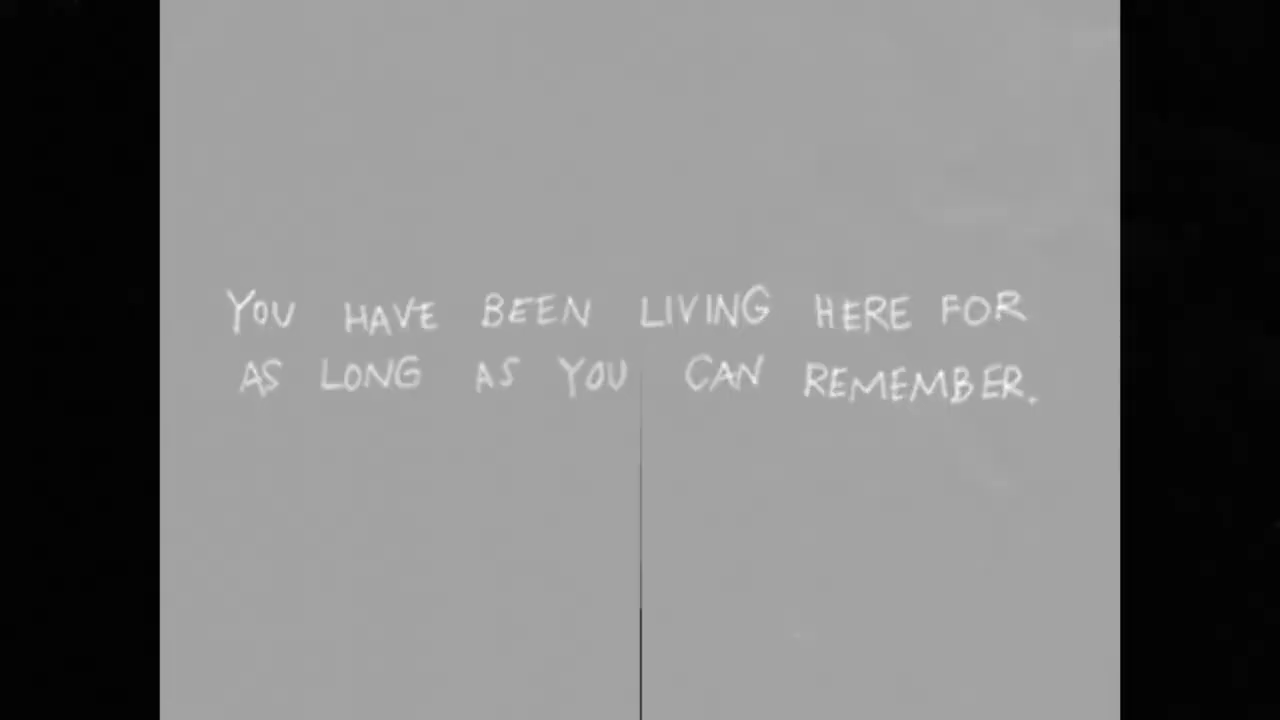 YOU HAVE BEEN LIVING HERE FOR
AS LONG AS YOU CAN REMEMBER.